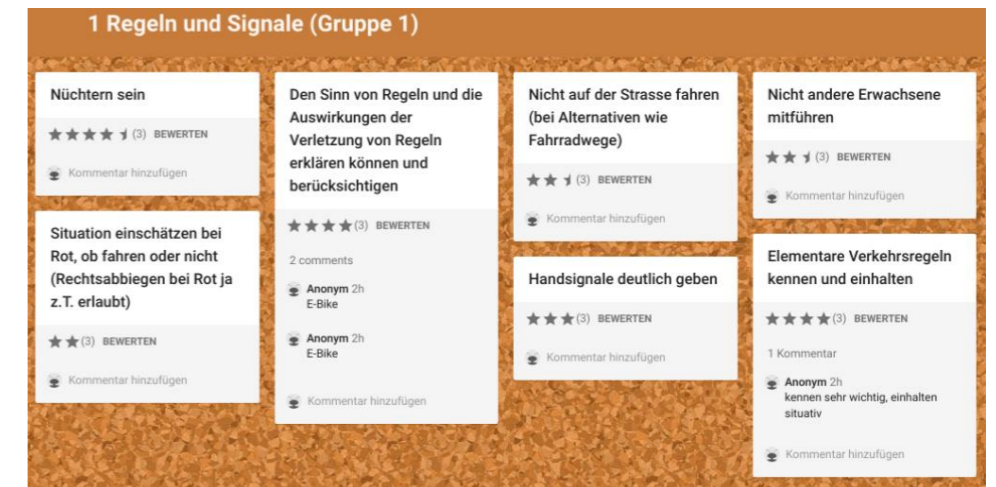 1 Regeln und Signale (Gruppe 1)
Nüchtern sein
(3) BEWERTEN
Kommentar hinzufügen
Situation einschätzen bei
Rot, ob fahren oder nicht
(Rechtsabbiegen bei Rot ja
z.T. erlaubt)
(3) BEWERTEN
Kommentar hinzufügen
Den Sinn von Regeln und die
Auswirkungen der
Verletzung von Regeln
erklären können und
berücksichtigen
(3) BEWERTEN
2 comments
Anonym 2h
E-Bike
Anonym 2h
E-Bike
Kommentar hinzufügen
Nicht auf der Strasse fahren
(bei Alternativen wie
Fahrradwege)
(3) BEWERTEN
Kommentar hinzufügen
Handsignale deutlich geben
(3) BEWERTEN
Kommentar hinzufügen
Nicht andere Erwachsene
mitführen
(3) BEWERTEN
Kommentar hinzufügen
Elementare Verkehrsregeln
kennen und einhalten
(3) BEWERTEN
1 Kommentar
Anonym 2h
kennen sehr wichtig, einhalten
situativ
Kommentar hinzufügen